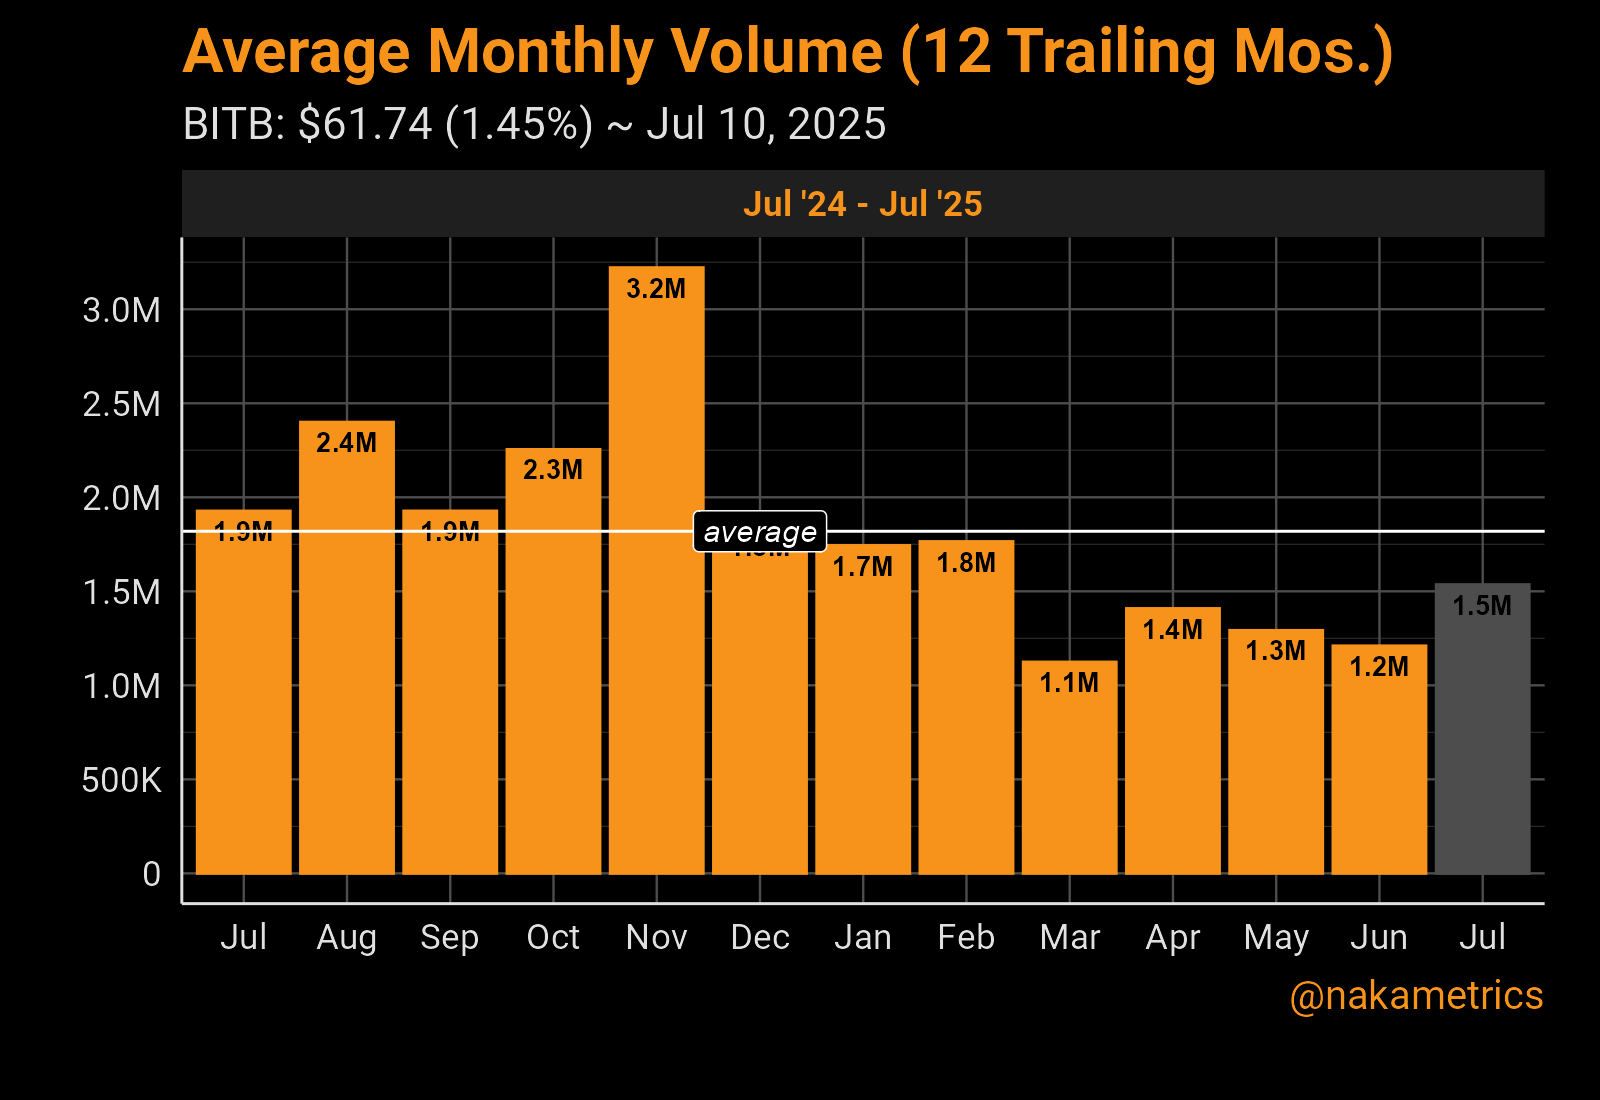 Average Monthly Volume (12 Trailing Mos.)
BITB: $61.74 (1.45%) ~ Jul 10, 2025
Jul '24 - Jul '25
3.0M
2.5M
2.0M
1.5M
1.0M
500K
0
1.9M
2.4M
1.9M
2.3M
3.2M
average
1.7M
1.8M
1.1M
1.4M
1.3M
1.2M
1.5M
Jul Aug Sep Oct Nov Dec Jan Feb Mar Apr May Jun Jul
@nakametrics